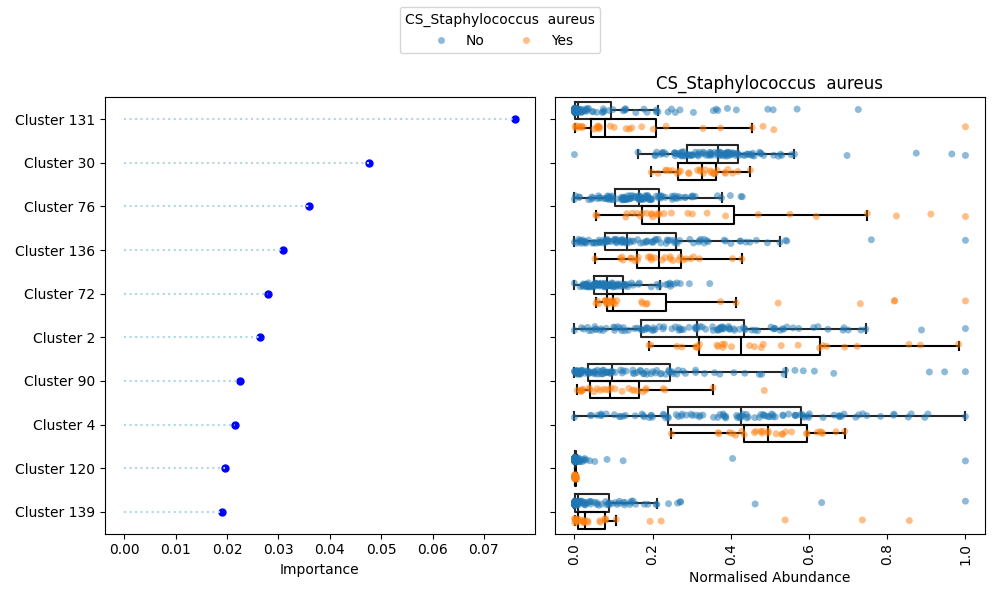 CS_Staphylococcus  aureus
No Yes
CS_Staphylococcus  aureus
Cluster 131
Cluster 30
Cluster 76
Cluster 136
Cluster 72
Cluster 2
Cluster 90
Cluster 4
Cluster 120
Cluster 139
0.00 0.01 0.02 0.03 0.04 0.05 0.06 0.07
Importance
0.0 0.2 0.4 0.6 0.8 1.0
Normalised Abundance